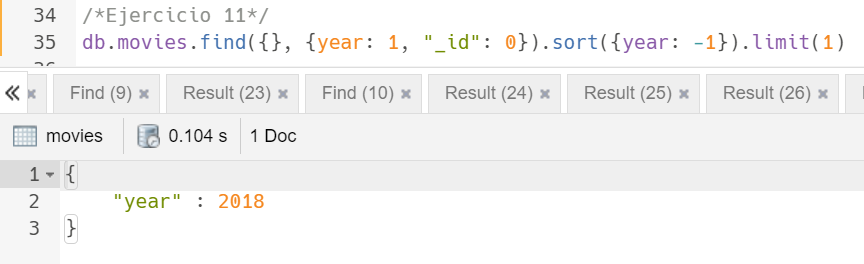 34 /*Ejercicio 11*/
35 db.movies.find({}, {year: 1, "_id": 0}).sort({year: -1}).limit(1)
Find (9) × Result (23) × Find (10) × Result (24) × Result (25) × Result (26) ×
movies 0.104 s 1 Doc
1 {
2 "year" : 2018
3 }